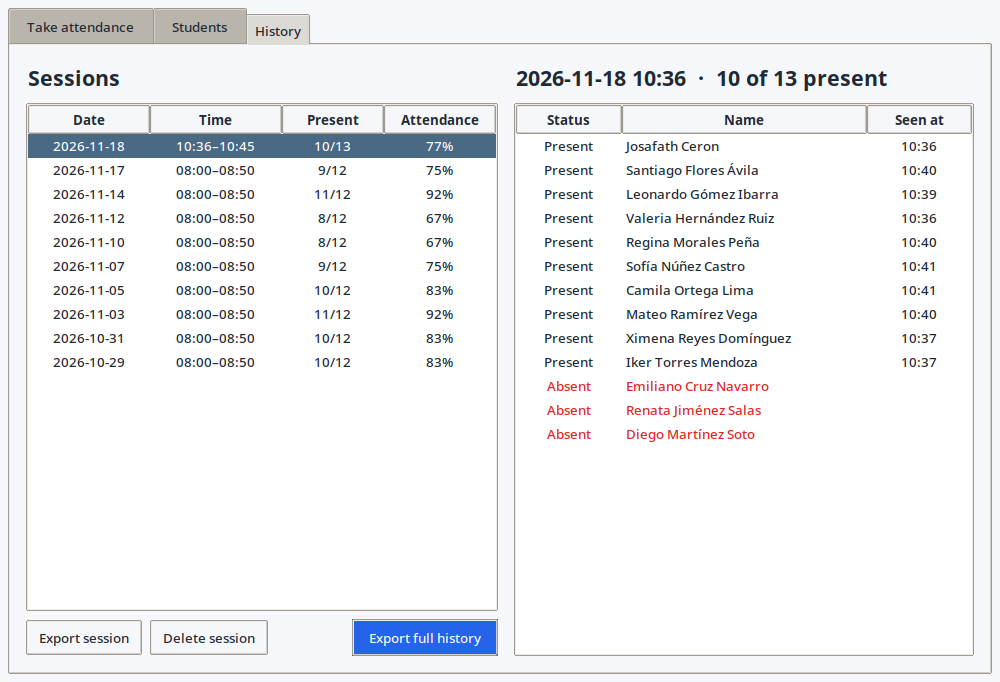 Take attendance Students History
Sessions
Date Time Present Attendance
2026-11-18 10:36–10:45 10/13 77%
2026-11-17 08:00–08:50 9/12 75%
2026-11-14 08:00–08:50 11/12 92%
2026-11-12 08:00–08:50 8/12 67%
2026-11-10 08:00–08:50 8/12 67%
2026-11-07 08:00–08:50 9/12 75%
2026-11-05 08:00–08:50 10/12 83%
2026-11-03 08:00–08:50 11/12 92%
2026-10-31 08:00–08:50 10/12 83%
2026-10-29 08:00–08:50 10/12 83%
Export session Delete session Export full history
2026-11-18 10:36 · 10 of 13 present
Status Name Seen at
Present Josafath Ceron 10:36
Present Santiago Flores Ávila 10:40
Present Leonardo Gómez Ibarra 10:39
Present Valeria Hernández Ruiz 10:36
Present Regina Morales Peña 10:40
Present Sofía Núñez Castro 10:41
Present Camila Ortega Lima 10:41
Present Mateo Ramírez Vega 10:40
Present Ximena Reyes Domínguez 10:37
Present Iker Torres Mendoza 10:37
Absent Emiliano Cruz Navarro
Absent Renata Jiménez Salas
Absent Diego Martínez Soto